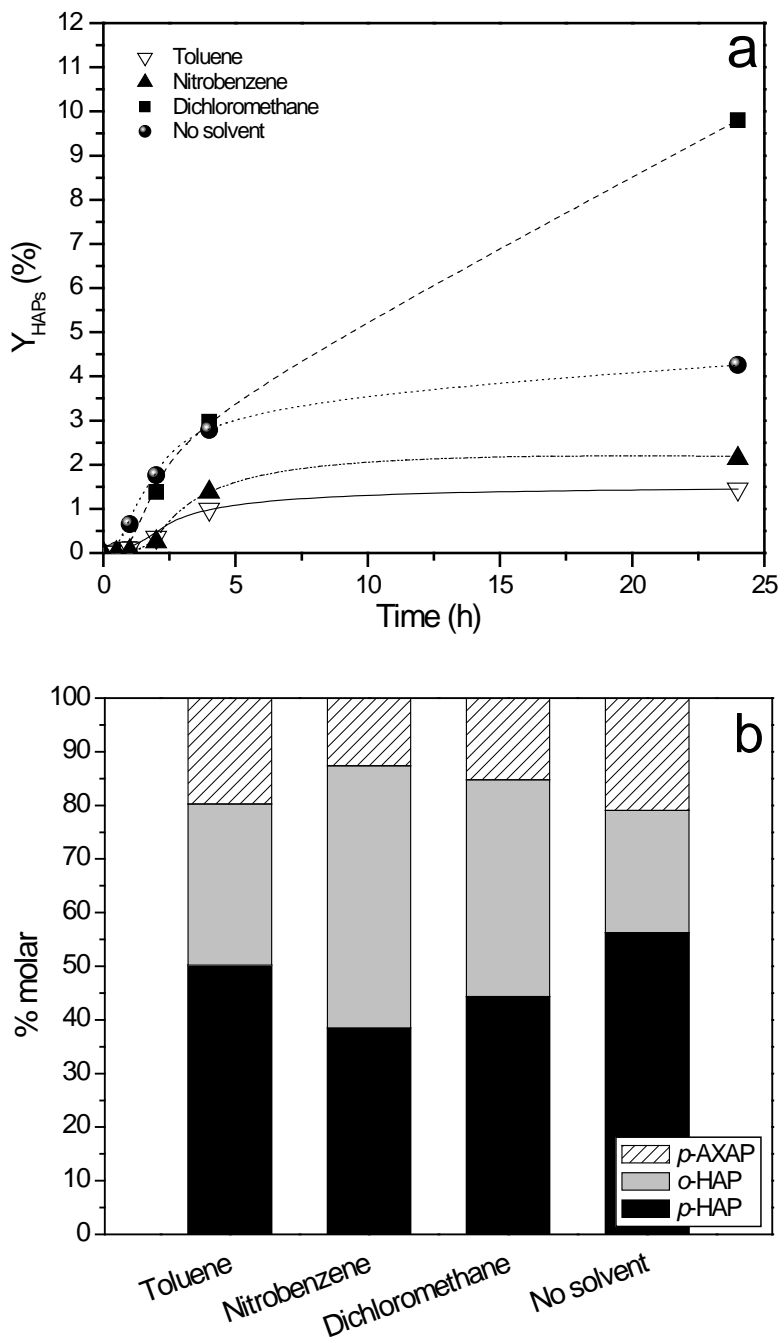 a
12
11
10
9
8
7
6
5
4
3
2
1
0
Y_HAPs (%)
Toluene
Nitrobenzene
Dichloromethane
No solvent
0 5 10 15 20 25
Time (h)
b
100
90
80
70
60
50
40
30
20
10
0
% molar
p-AXAP
o-HAP
p-HAP
Toluene
Nitrobenzene
Dichloromethane
No solvent